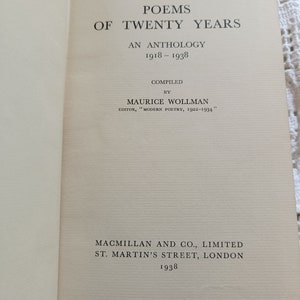 POEMS
OF TWENTY YEARS
AN ANTHOLOGY
1918 – 1938
COMPILED
BY
MAURICE WOLLMAN
EDITOR, "MODERN POETRY, 1922–1934"
MACMILLAN AND CO., LIMITED
ST. MARTIN'S STREET, LONDON
1938